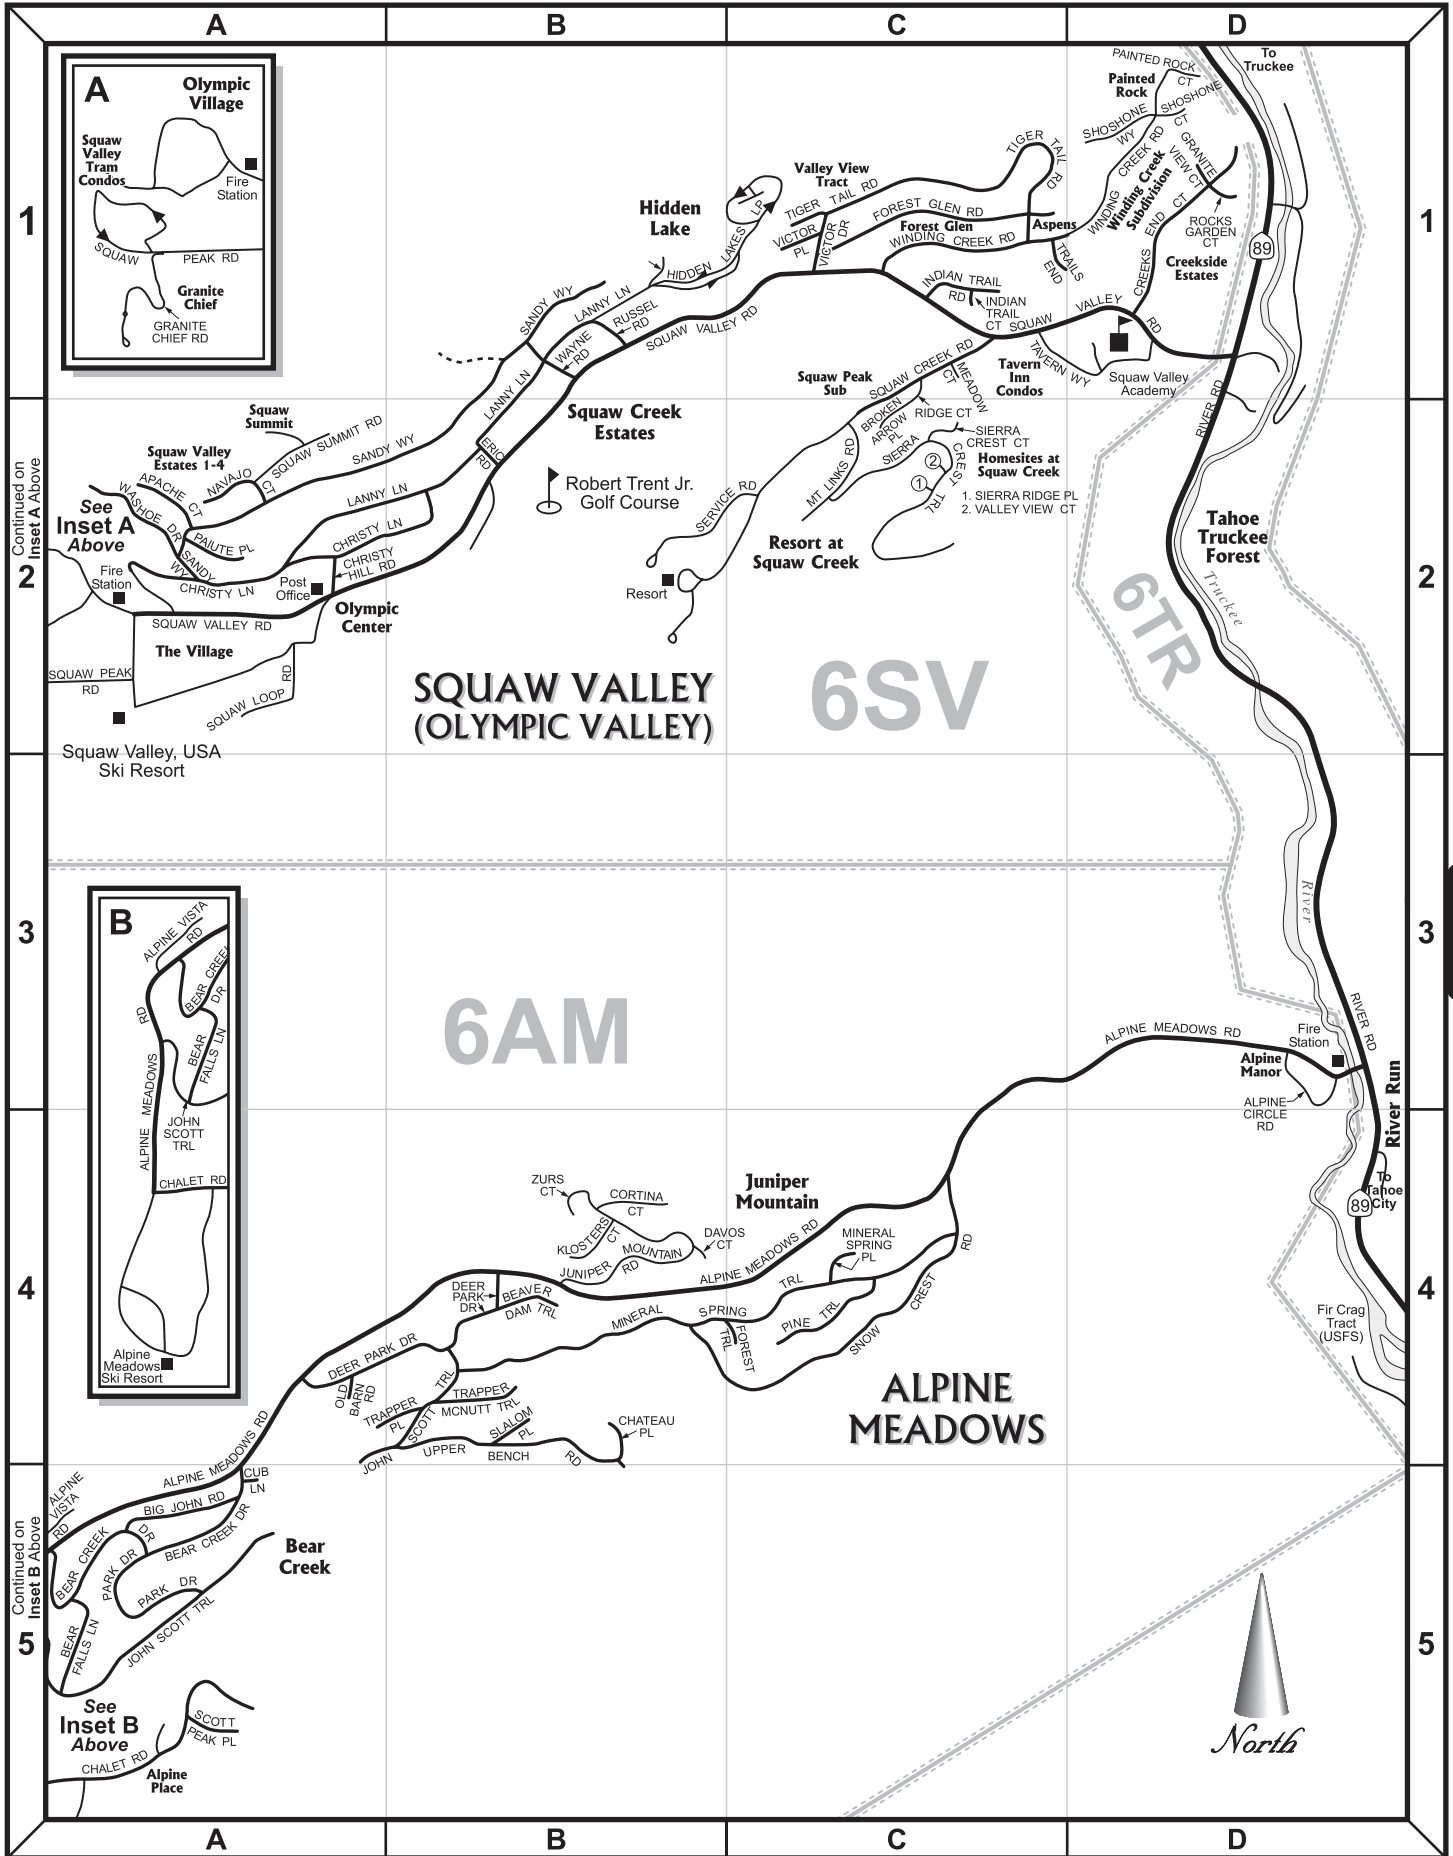 A
B
C
D
1
2
3
4
5
A
Olympic
Village
Squaw
Valley
Tram
Condos
Fire
Station
SQUAW
PEAK RD
Granite
Chief
GRANITE
CHIEF RD
To
Truckee
PAINTED ROCK
CT
Painted
Rock
SHOSHONE
CT
SHOSHONE
WY
WINDING
CREEK RD
Winding Creek
Subdivision
GRANITE
VIEW CT
ROCKS
GARDEN
CT
CREEKS
END
CT
Creekside
Estates
89
TIGER TAIL RD
Valley View
Tract
TIGER TAIL RD
VICTOR
PL
VICTOR
DR
FOREST GLEN RD
Forest Glen
WINDING CREEK RD
Aspens
TRAILS
END
Hidden
Lake
HIDDEN
LAKES
LP
INDIAN TRAIL
RD
INDIAN
TRAIL
CT
SQUAW
VALLEY
RD
SANDY WY
LANNY LN
RUSSEL
RD
WAYNE
RD
SQUAW VALLEY RD
TAVERN WY
Squaw Valley
Academy
Tavern
Inn
Condos
Squaw Peak
Sub
SQUAW CREEK RD
MEADOW
CT
RIVER RD
LANNY LN
Squaw Creek
Estates
ERIC
RD
BROKEN
ARROW
PL
RIDGE CT
SIERRA
CREST CT
SIERRA
CREST
TRL
Homesites at
Squaw Creek
1
2
1. SIERRA RIDGE PL
2. VALLEY VIEW CT
MT LINKS RD
SERVICE RD
Robert Trent Jr.
Golf Course
Resort at
Squaw Creek
Resort
Squaw
Summit
SQUAW SUMMIT RD
Squaw Valley
Estates 1-4
NAVAJO
CT
APACHE CT
WASHOE
DR
SANDY WY
LANNY LN
CHRISTY LN
PAIUTE PL
SANDY
WY
CHRISTY LN
CHRISTY
HILL RD
Post
Office
Olympic
Center
Continued on
Inset A Above
See
Inset A
Above
Fire
Station
SQUAW VALLEY RD
The Village
SQUAW PEAK
RD
SQUAW LOOP
RD
Squaw Valley, USA
Ski Resort
SQUAW VALLEY
(OLYMPIC VALLEY)
6SV
6TR
Tahoe
Truckee
Forest
Truckee
River
B
ALPINE VISTA
RD
BEAR CREEK
DR
RD
ALPINE MEADOWS
BEAR
FALLS LN
JOHN
SCOTT
TRL
CHALET RD
Alpine
Meadows
Ski Resort
6AM
ALPINE MEADOWS RD
Fire
Station
RIVER RD
Alpine
Manor
ALPINE
CIRCLE
RD
River Run
To
Tahoe
City
89
Fir Crag
Tract
(USFS)
Juniper
Mountain
ZURS
CT
CORTINA
CT
KLOSTERS
CT
JUNIPER
MOUNTAIN
RD
DAVOS
CT
ALPINE MEADOWS RD
MINERAL
SPRING
PL
DEER
PARK
DR
BEAVER
DAM TRL
MINERAL
SPRING
TRL
FOREST
TRL
PINE TRL
SNOW
CREST
RD
DEER PARK DR
OLD
BARN
RD
TRAPPER
PL
TRAPPER
MCNUTT TRL
JOHN
SCOTT
TRL
UPPER
BENCH
RD
SLALOM
PL
CHATEAU
PL
ALPINE
MEADOWS
ALPINE MEADOWS RD
ALPINE
VISTA
RD
CUB
LN
BIG JOHN RD
DR
BEAR CREEK DR
BEAR CREEK
PARK DR
PARK DR
JOHN SCOTT TRL
BEAR
FALLS LN
Bear
Creek
Continued on
Inset B Above
See
Inset B
Above
SCOTT
PEAK PL
CHALET RD
Alpine
Place
North
1
2
3
4
5
A
B
C
D